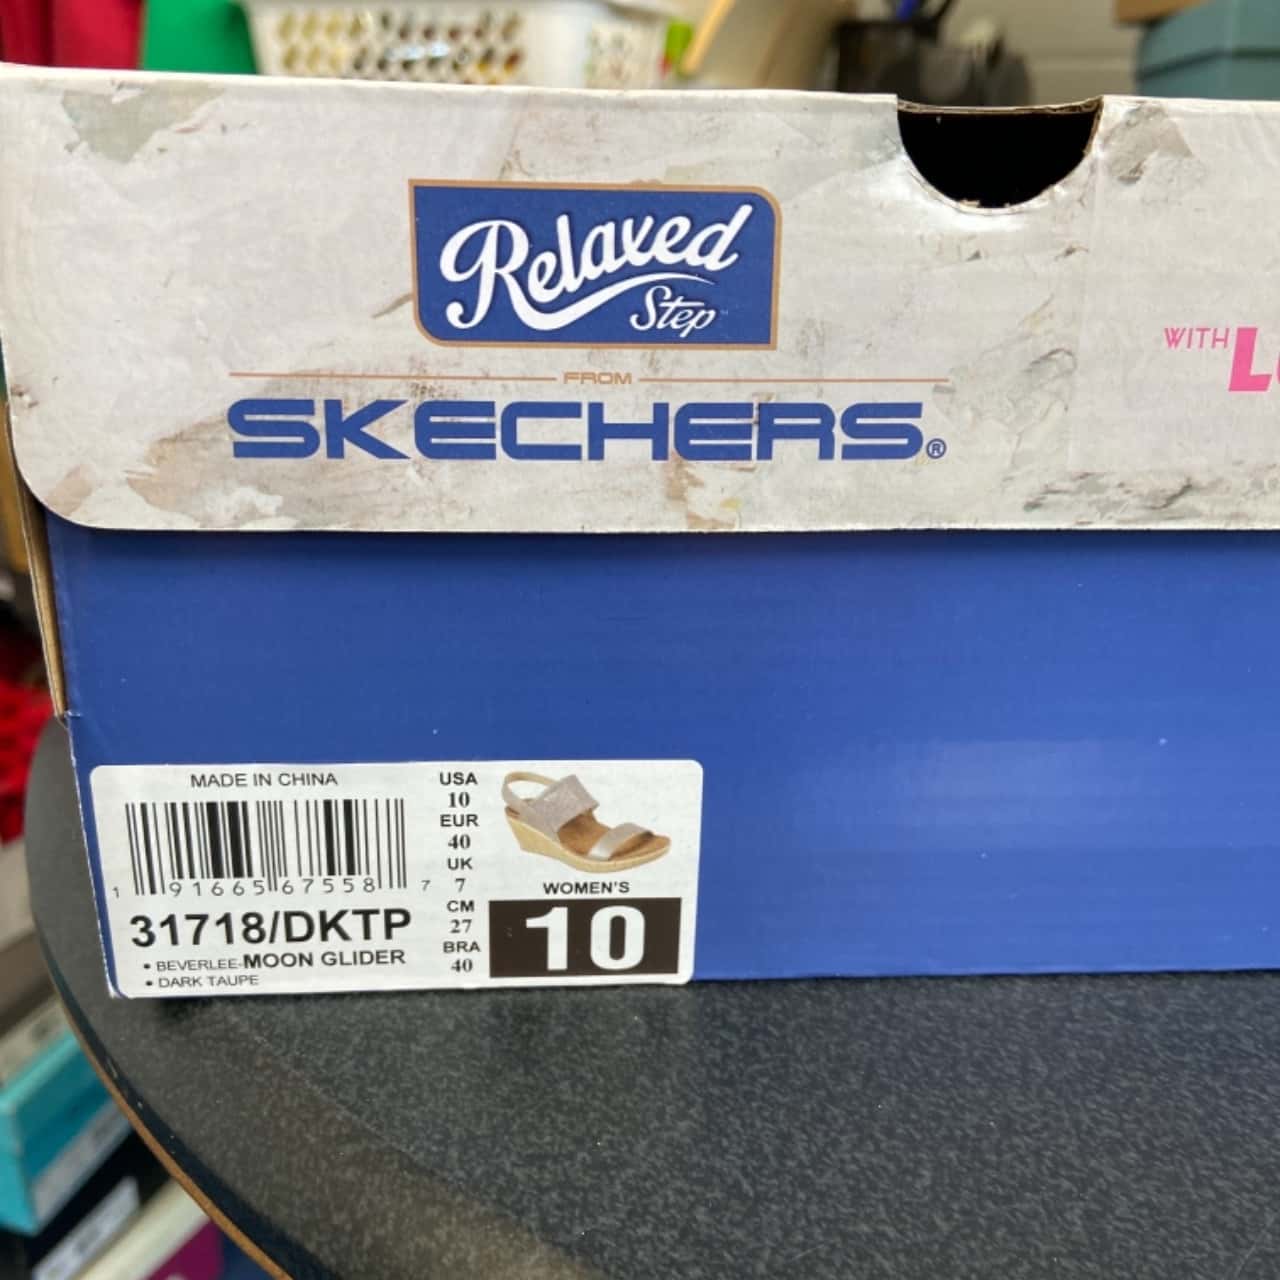 Relaxed
Step™
WITH
FROM
SKECHERS®
MADE IN CHINA
1 91665 67558 7
31718/DKTP
• BEVERLEE-MOON GLIDER
• DARK TAUPE
USA
10
EUR
40
UK
7
CM
27
BRA
40
WOMEN'S
10